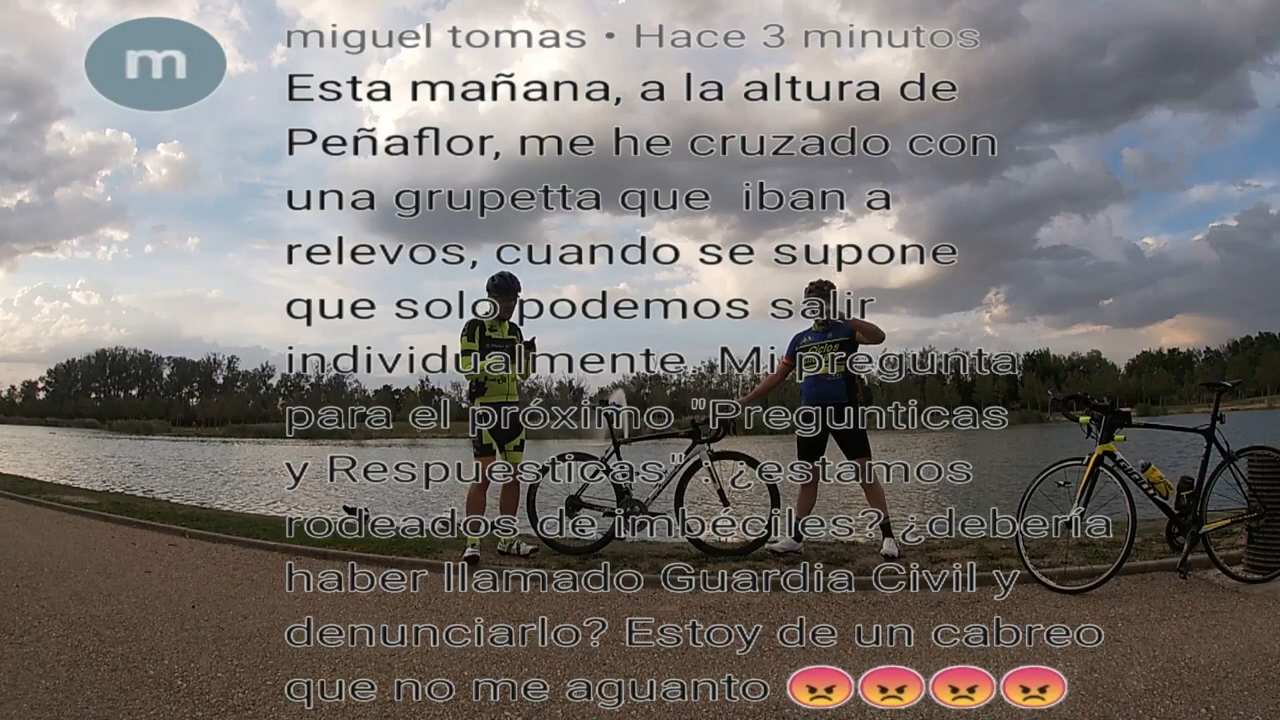 m
miguel tomas • Hace 3 minutos
Esta mañana, a la altura de
Peñaflor, me he cruzado con
una grupetta que iban a
relevos, cuando se supone
que solo podemos salir
individualmente. Mi pregunta
para el próximo "Pregunticas
y Respuesticas" : ¿estamos
rodeados de imbéciles? ¿debería
haber llamado Guardia Civil y
denunciarlo? Estoy de un cabreo
que no me aguanto 😡😡😡😡
Ciclos
GIANT